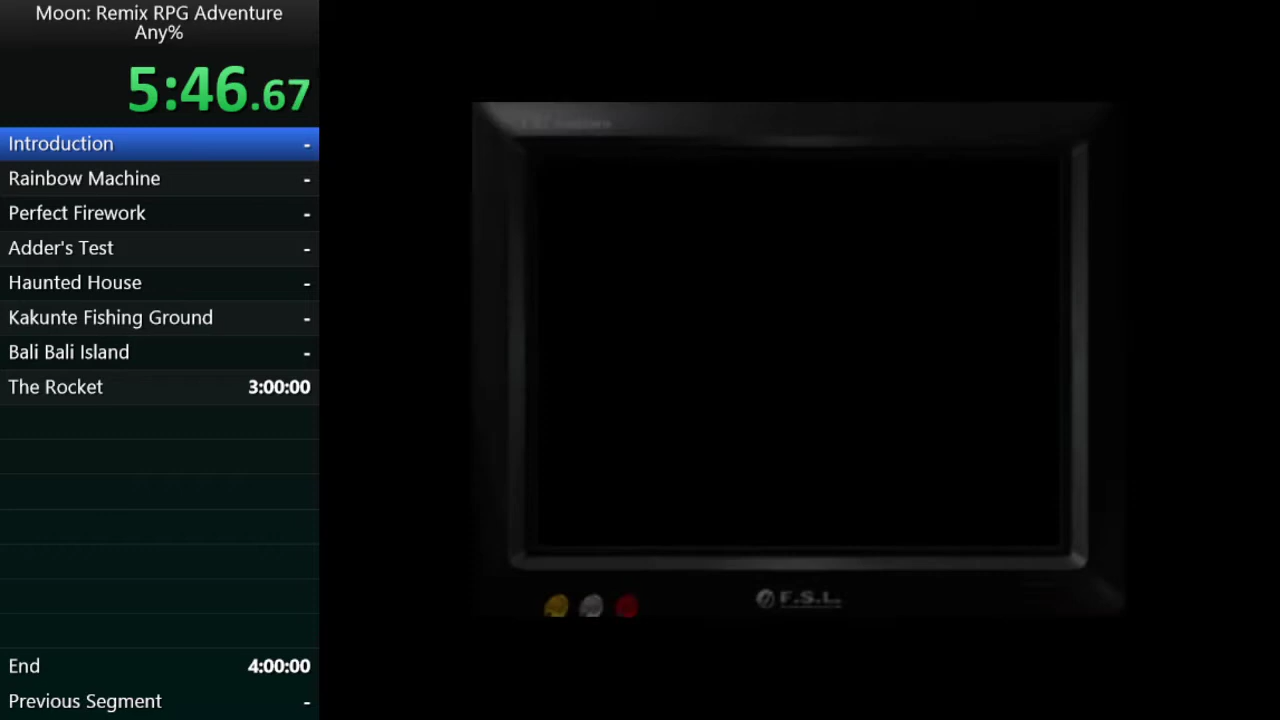 Moon: Remix RPG Adventure
Any%
5:46.67
Introduction -
Rainbow Machine -
Perfect Firework -
Adder's Test -
Haunted House -
Kakunte Fishing Ground -
Bali Bali Island -
The Rocket 3:00:00
End 4:00:00
Previous Segment -
F.S.L.